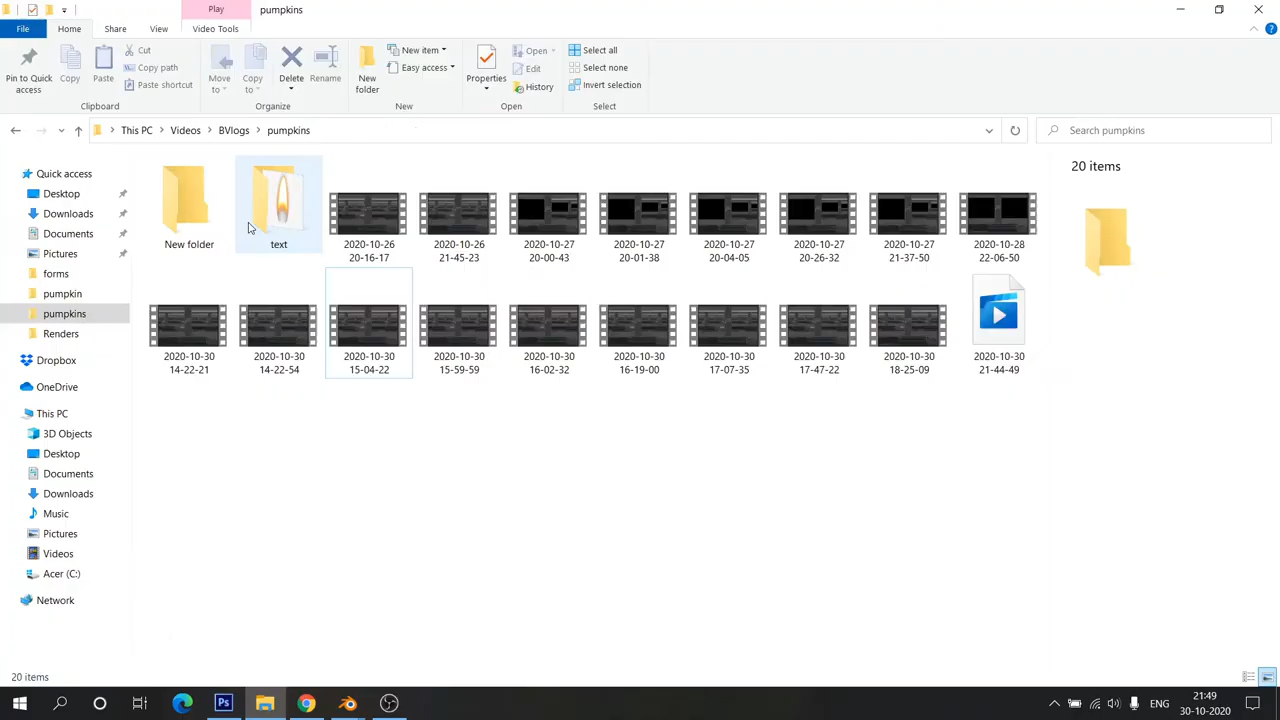 Play
pumpkins
File
Home
Share
View
Video Tools
Pin to Quick access
Copy
Paste
Cut
Copy path
Paste shortcut
Clipboard
Move to
Copy to
Delete
Rename
Organize
New folder
New item
Easy access
New
Properties
Open
Edit
History
Open
Select all
Select none
Invert selection
Select
This PC
Videos
BVlogs
pumpkins
Search pumpkins
Quick access
Desktop
Downloads
Documents
Pictures
forms
pumpkin
pumpkins
Renders
Dropbox
OneDrive
This PC
3D Objects
Desktop
Documents
Downloads
Music
Pictures
Videos
Acer (C:)
Network
New folder
text
2020-10-26 20-16-17
2020-10-26 21-45-23
2020-10-27 20-00-43
2020-10-27 20-01-38
2020-10-27 20-04-05
2020-10-27 20-26-32
2020-10-27 21-37-50
2020-10-28 22-06-50
2020-10-30 14-22-21
2020-10-30 14-22-54
2020-10-30 15-04-22
2020-10-30 15-59-59
2020-10-30 16-02-32
2020-10-30 16-19-00
2020-10-30 17-07-35
2020-10-30 17-47-22
2020-10-30 18-25-09
2020-10-30 21-44-49
20 items
20 items
Ps
ENG
21:49
30-10-2020